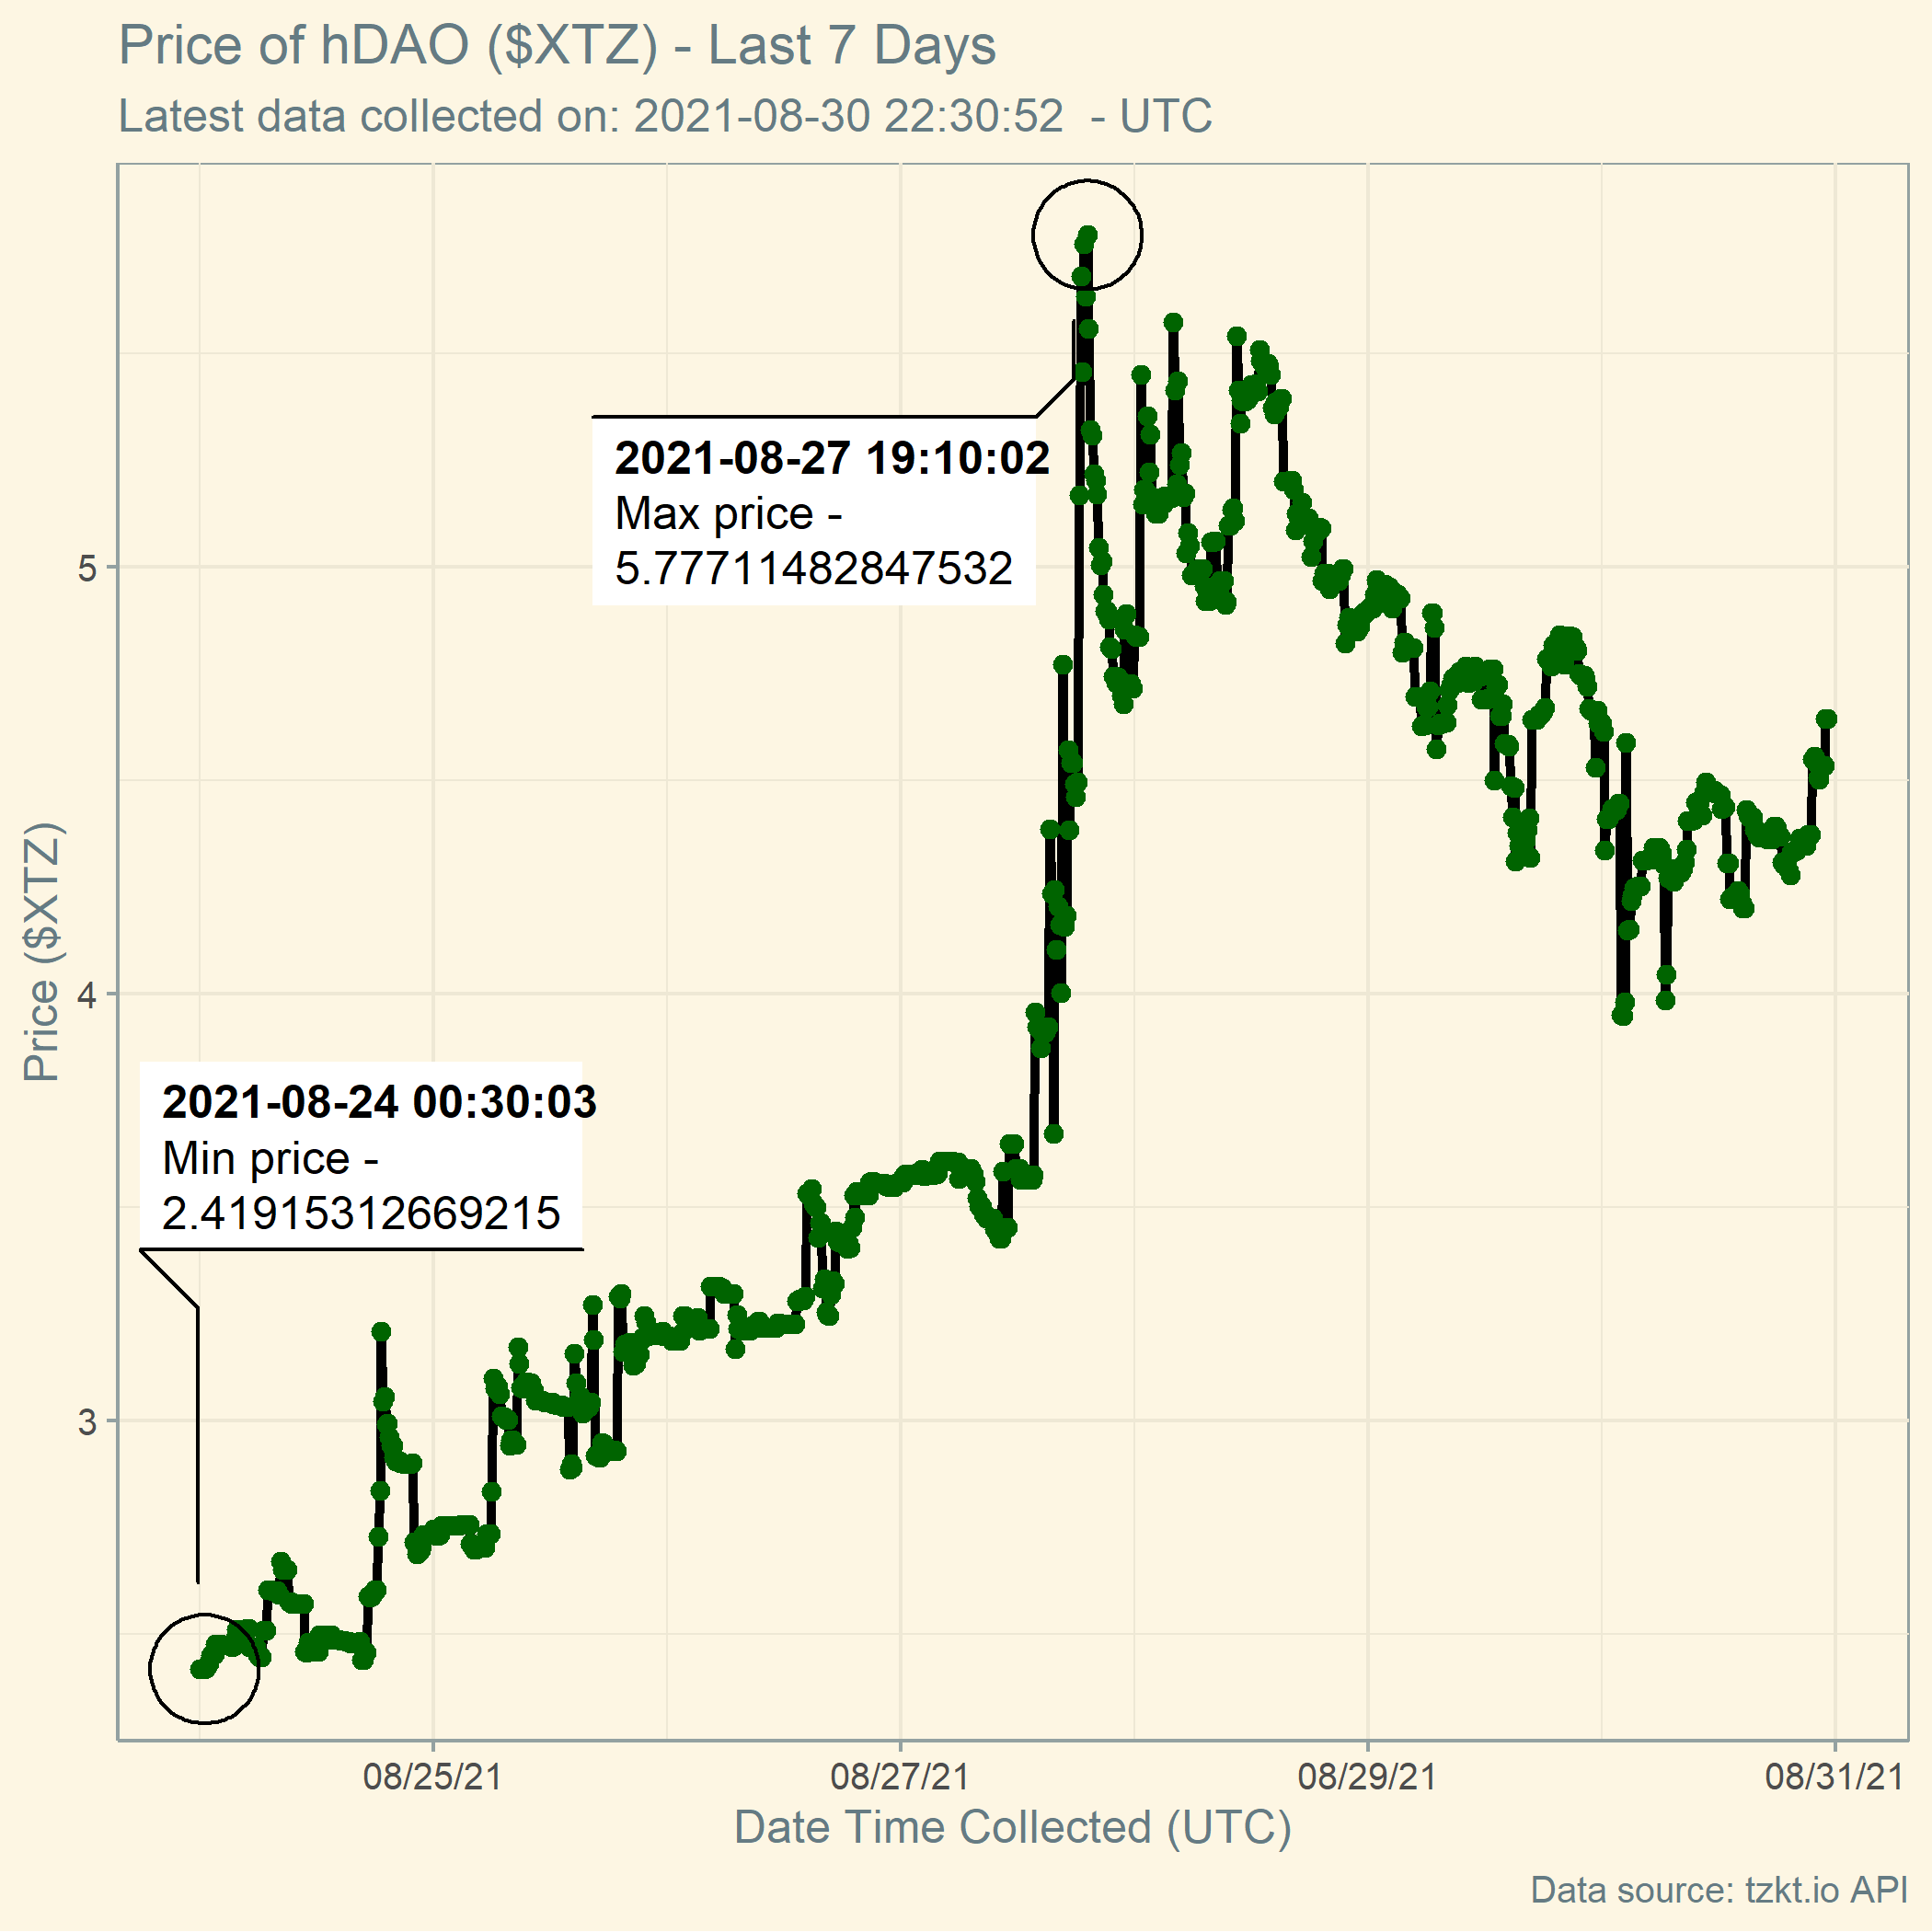 Price of hDAO ($XTZ) - Last 7 Days
Latest data collected on: 2021-08-30 22:30:52  - UTC
2021-08-27 19:10:02
Max price -
5.77711482847532
5
4
2021-08-24 00:30:03
Min price -
2.41915312669215
3
Price ($XTZ)
08/25/21 08/27/21 08/29/21 08/31/21
Date Time Collected (UTC)
Data source: tzkt.io API